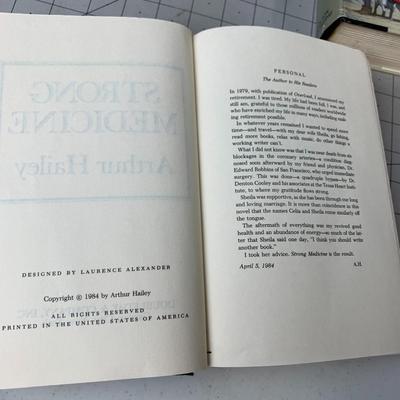 STRONG
MEDICINE
Arthur Hailey
DESIGNED BY LAURENCE ALEXANDER
Copyright © 1984 by Arthur Hailey
ALL RIGHTS RESERVED
PRINTED IN THE UNITED STATES OF AMERICA
PERSONAL
The Author to His Readers
In 1979, with publication of Overload, I announced my
retirement. I was tired. My life had been full. I was, and
still am, grateful to those millions of readers worldwide
who have enriched my life in many ways, including mak-
ing retirement possible.
In whatever years remained I wanted to spend more
time—and travel—with my dear wife Sheila, go fishing,
read more books, relax with music, do other things a
working writer can't.
What I did not know was that I was near death from six
blockages in the coronary arteries—a condition diag-
nosed soon afterward by my friend and physician, Dr.
Edward Robbins of San Francisco, who urged immediate
surgery. This was done—a quadruple bypass—by Dr.
Denton Cooley and his associates at the Texas Heart Insti-
tute, to whom my gratitude flows strong.
Sheila was supportive, as she has been through our long
and loving marriage. It is more than coincidence in this
novel that the names Celia and Sheila come similarly off
the tongue.
The aftermath of everything was my revived good
health and an abundance of energy—so much of the lat-
ter that Sheila said one day, "I think you should write
another book."
I took her advice. Strong Medicine is the result.
April 5, 1984 A.H.